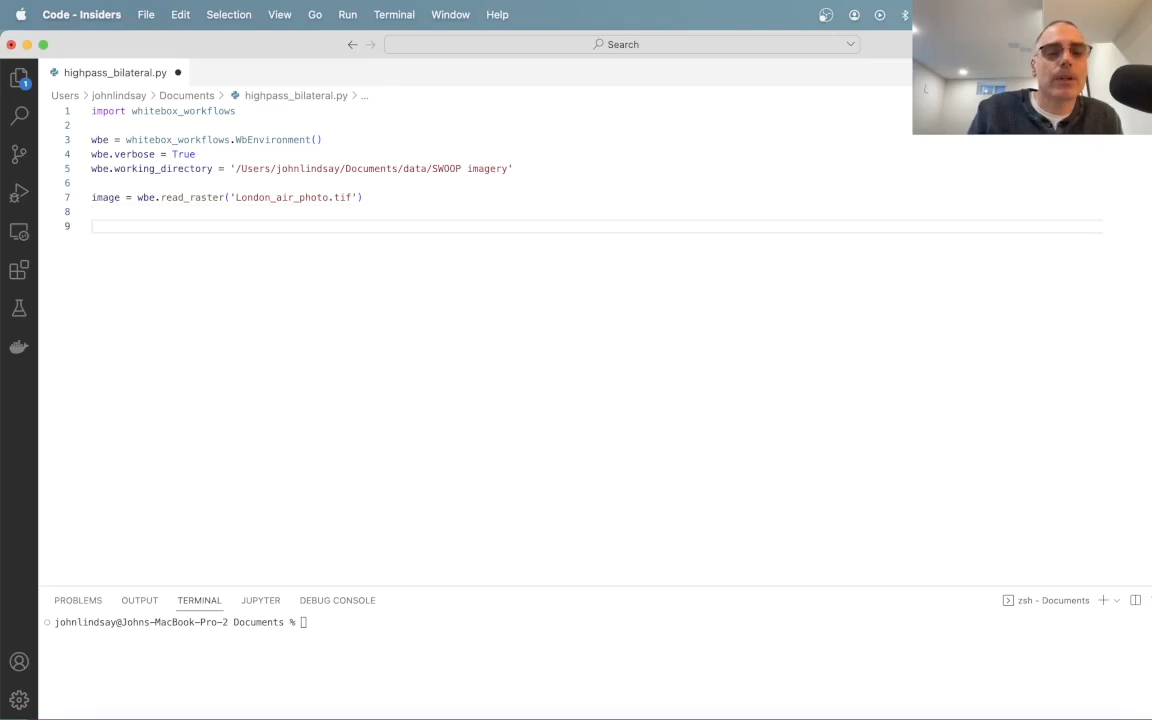 Code - Insiders File Edit Selection View Go Run Terminal Window Help
Search
highpass_bilateral.py
Users johnlindsay Documents highpass_bilateral.py ...
1 import whitebox_workflows
2
3 wbe = whitebox_workflows.WbEnvironment()
4 wbe.verbose = True
5 wbe.working_directory = '/Users/johnlindsay/Documents/data/SWOOP imagery'
6
7 image = wbe.read_raster('London_air_photo.tif')
8
9
1
PROBLEMS OUTPUT TERMINAL JUPYTER DEBUG CONSOLE zsh - Documents
johnlindsay@Johns-MacBook-Pro-2 Documents %